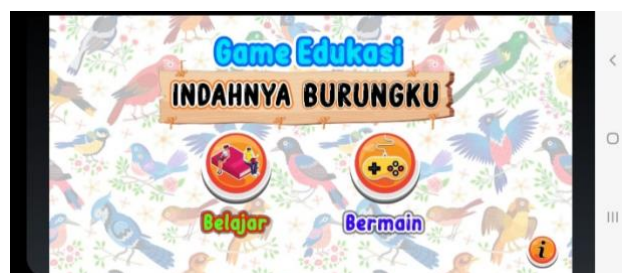 Game Edukasi
INDAHNYA BURUNGKU
Belajar
Bermain
i